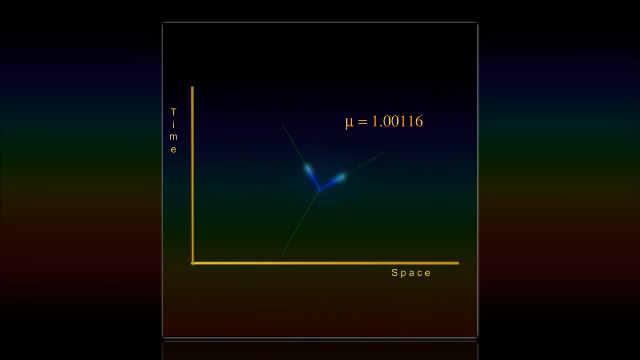 Time
μ = 1.00116
Space